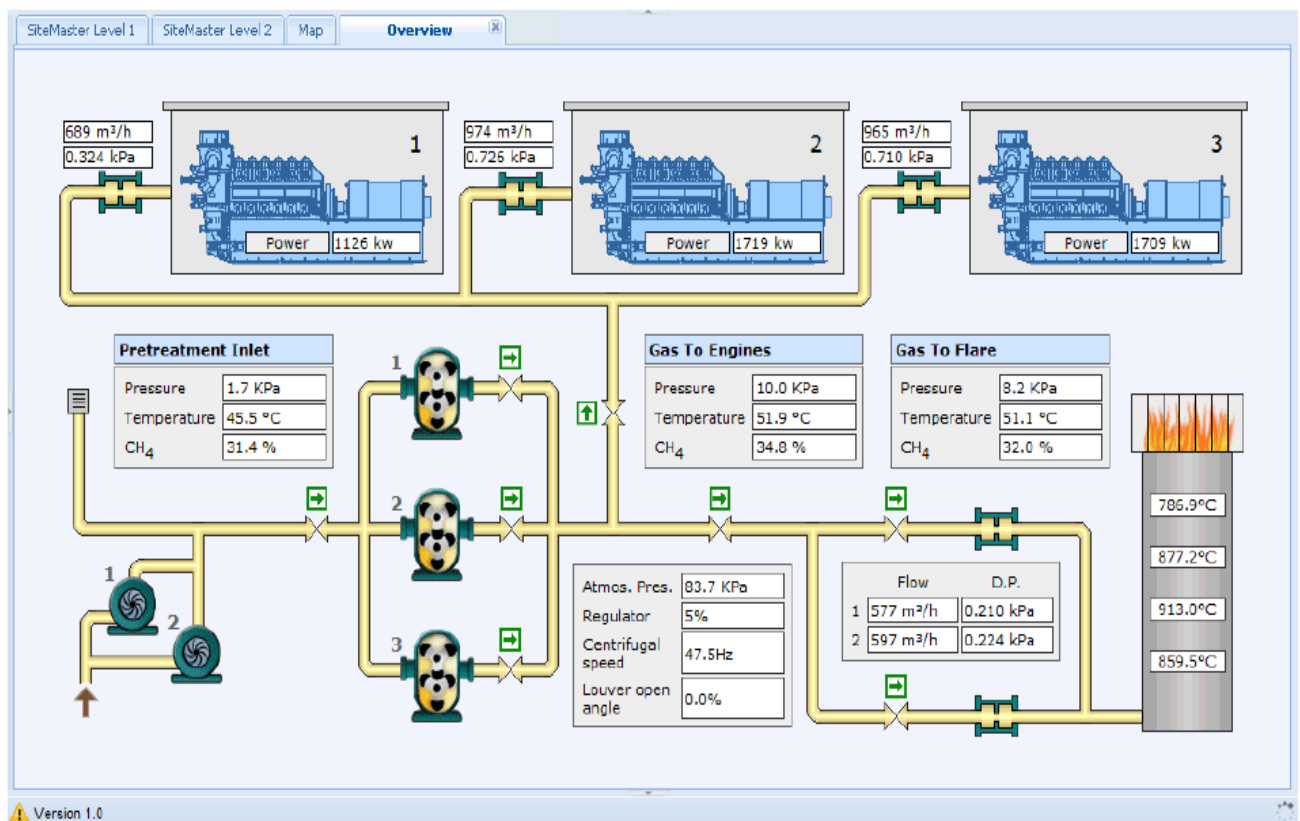 SiteMaster Level 1 SiteMaster Level 2 Map Overview
689 m³/h
0.324 kPa
1
Power 1126 kw
974 m³/h
0.726 kPa
2
Power 1719 kw
965 m³/h
0.710 kPa
3
Power 1709 kw
Pretreatment Inlet
Pressure 1.7 KPa
Temperature 45.5 °C
CH4 31.4 %
1
2
3
Gas To Engines
Pressure 10.0 KPa
Temperature 51.9 °C
CH4 34.8 %
Gas To Flare
Pressure 8.2 KPa
Temperature 51.1 °C
CH4 32.0 %
786.9°C
877.2°C
913.0°C
859.5°C
1
2
Atmos. Pres. 83.7 KPa
Regulator 5%
Centrifugal
speed 47.5Hz
Louver open
angle 0.0%
Flow D.P.
1 577 m³/h 0.210 kPa
2 597 m³/h 0.224 kPa
Version 1.0